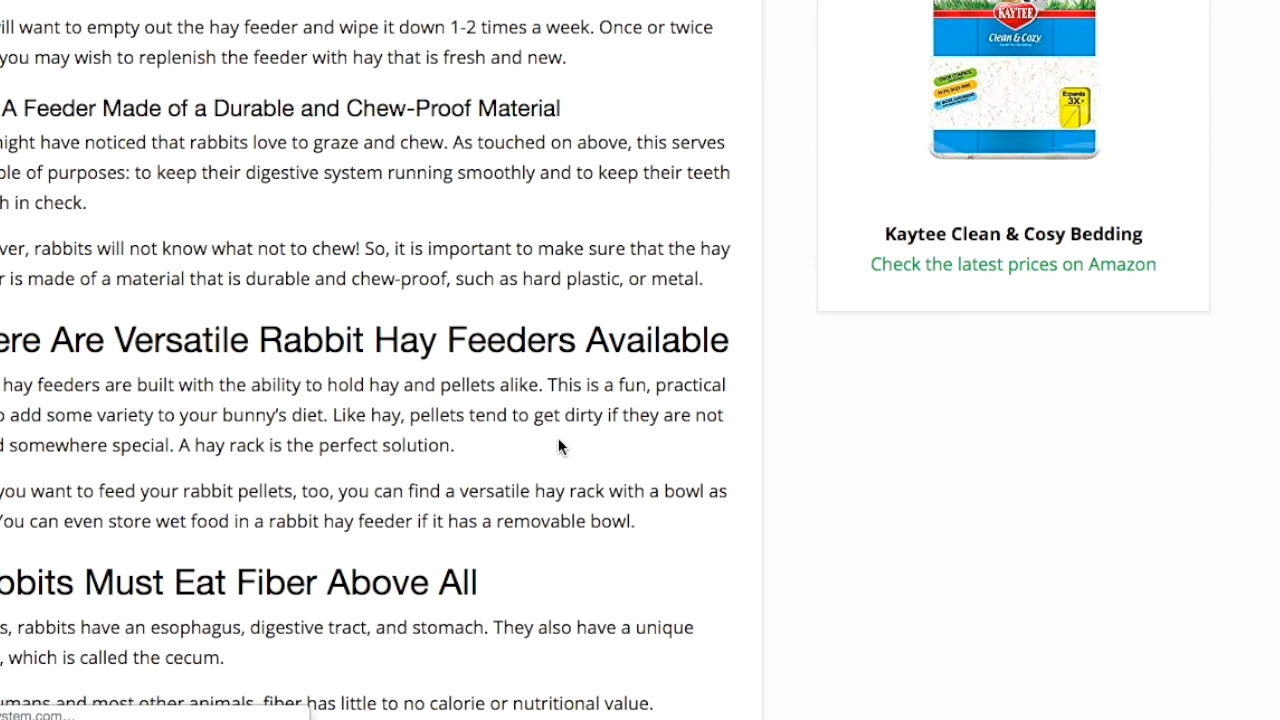 ill want to empty out the hay feeder and wipe it down 1-2 times a week. Once or twice
you may wish to replenish the feeder with hay that is fresh and new.
A Feeder Made of a Durable and Chew-Proof Material
night have noticed that rabbits love to graze and chew. As touched on above, this serves
ple of purposes: to keep their digestive system running smoothly and to keep their teeth
h in check.
ver, rabbits will not know what not to chew! So, it is important to make sure that the hay
r is made of a material that is durable and chew-proof, such as hard plastic, or metal.
ere Are Versatile Rabbit Hay Feeders Available
hay feeders are built with the ability to hold hay and pellets alike. This is a fun, practical
o add some variety to your bunny's diet. Like hay, pellets tend to get dirty if they are not
d somewhere special. A hay rack is the perfect solution.
you want to feed your rabbit pellets, too, you can find a versatile hay rack with a bowl as
You can even store wet food in a rabbit hay feeder if it has a removable bowl.
bbits Must Eat Fiber Above All
s, rabbits have an esophagus, digestive tract, and stomach. They also have a unique
, which is called the cecum.
umans and most other animals, fiber has little to no calorie or nutritional value.
ystem.com...
KAYTEE
Clean & Cozy
Expands
3X
Kaytee Clean & Cosy Bedding
Check the latest prices on Amazon